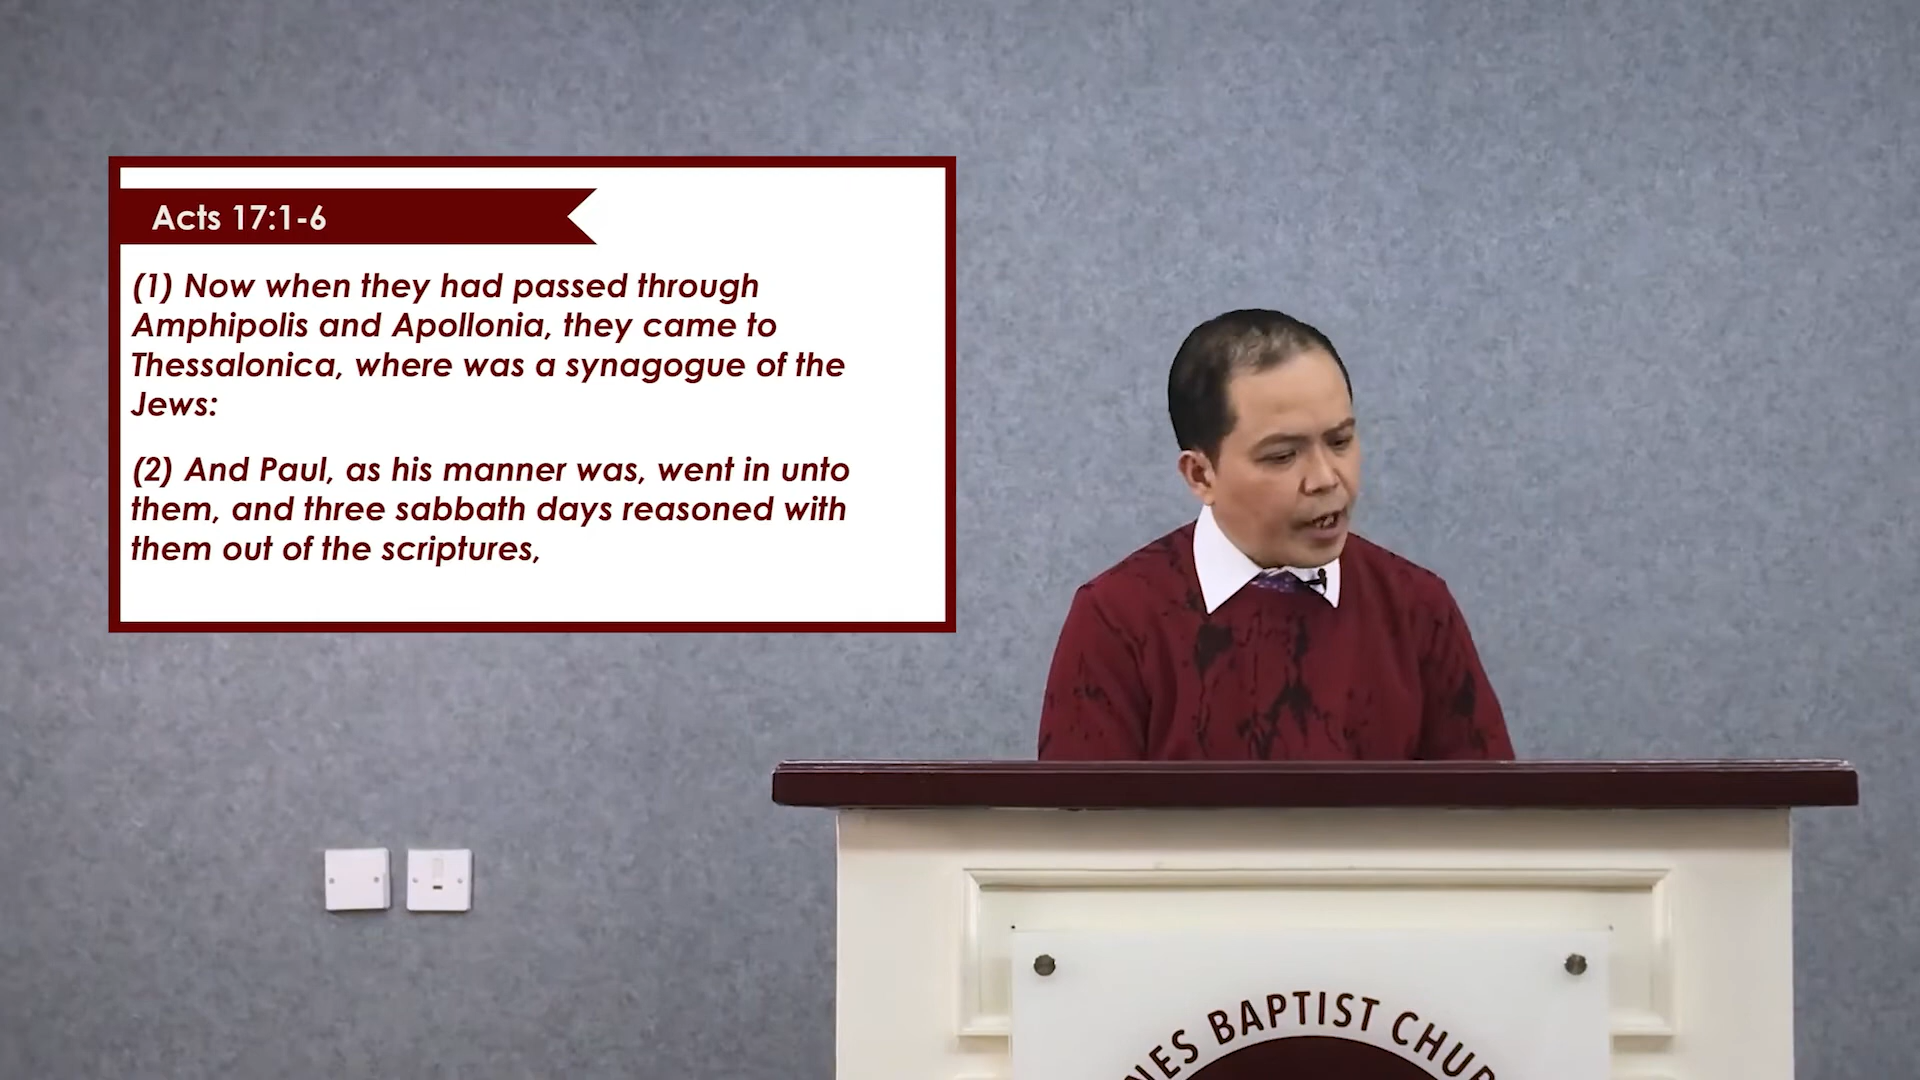 Acts 17:1-6
(1) Now when they had passed through
Amphipolis and Apollonia, they came to
Thessalonica, where was a synagogue of the
Jews:
(2) And Paul, as his manner was, went in unto
them, and three sabbath days reasoned with
them out of the scriptures,
BAPTIST